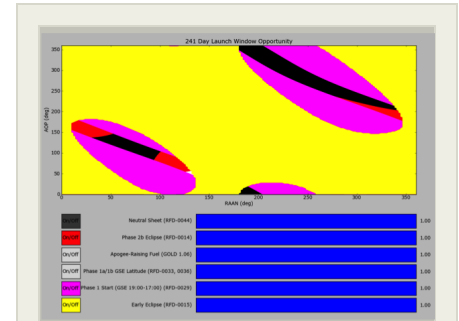 241 Day Launch Window Opportunity
350
300
250
200
150
100
50
0
AOP (deg)
0
50
100
150
200
250
300
350
RAAN (deg)
On/Off Neutral Sheet (RFD-0044) 1.00
On/Off Phase 2b Eclipse (RFD-0014) 1.00
On/Off Apogee-Raising Fuel (GOLD 1.06) 1.00
On/Off Phase 1a/1b GSE Latitude (RFD-0033, 0036) 1.00
On/Off Phase 1 Start (GSE 19:00-17:00) (RFD-0029) 1.00
On/Off Early Eclipse (RFD-0015) 1.00